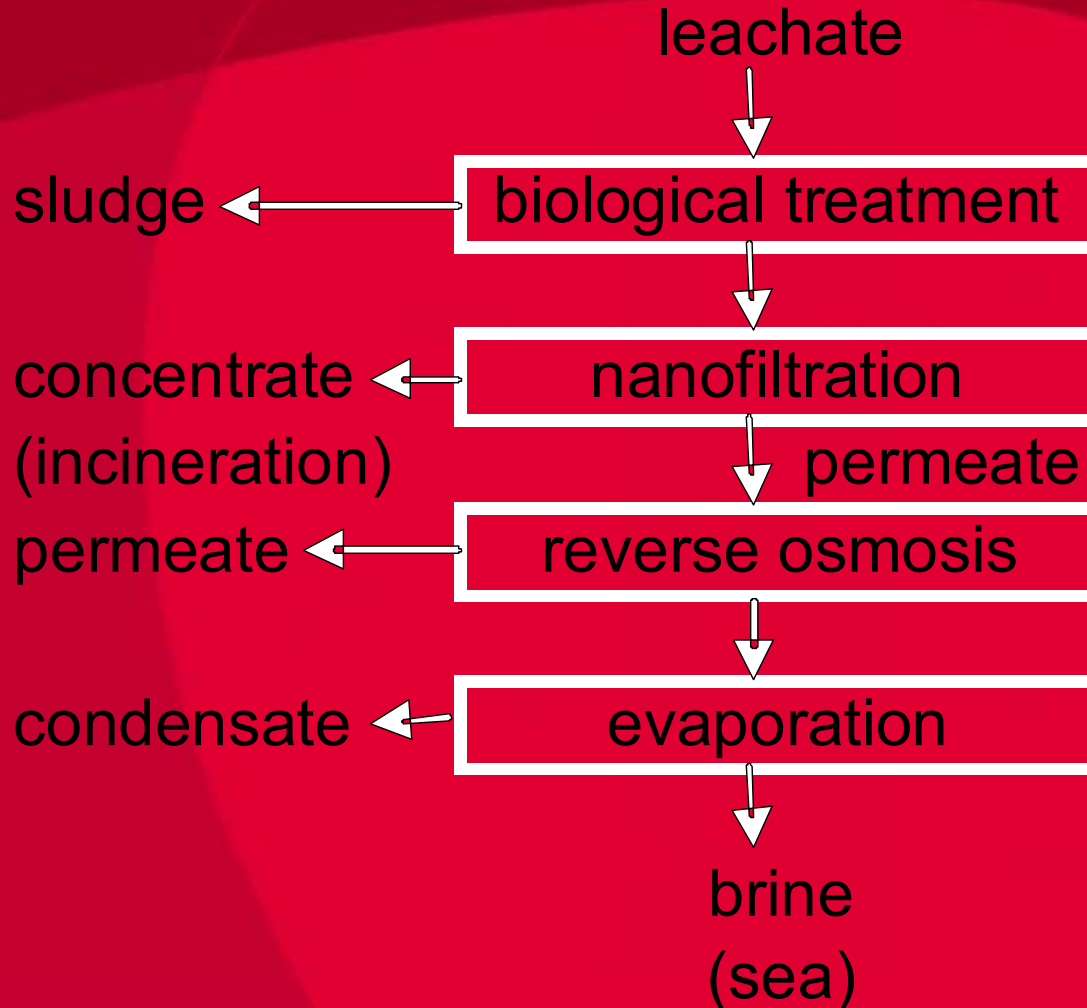 leachate
sludge
biological treatment
concentrate
nanofiltration
(incineration)
permeate
permeate
reverse osmosis
condensate
evaporation
brine
(sea)